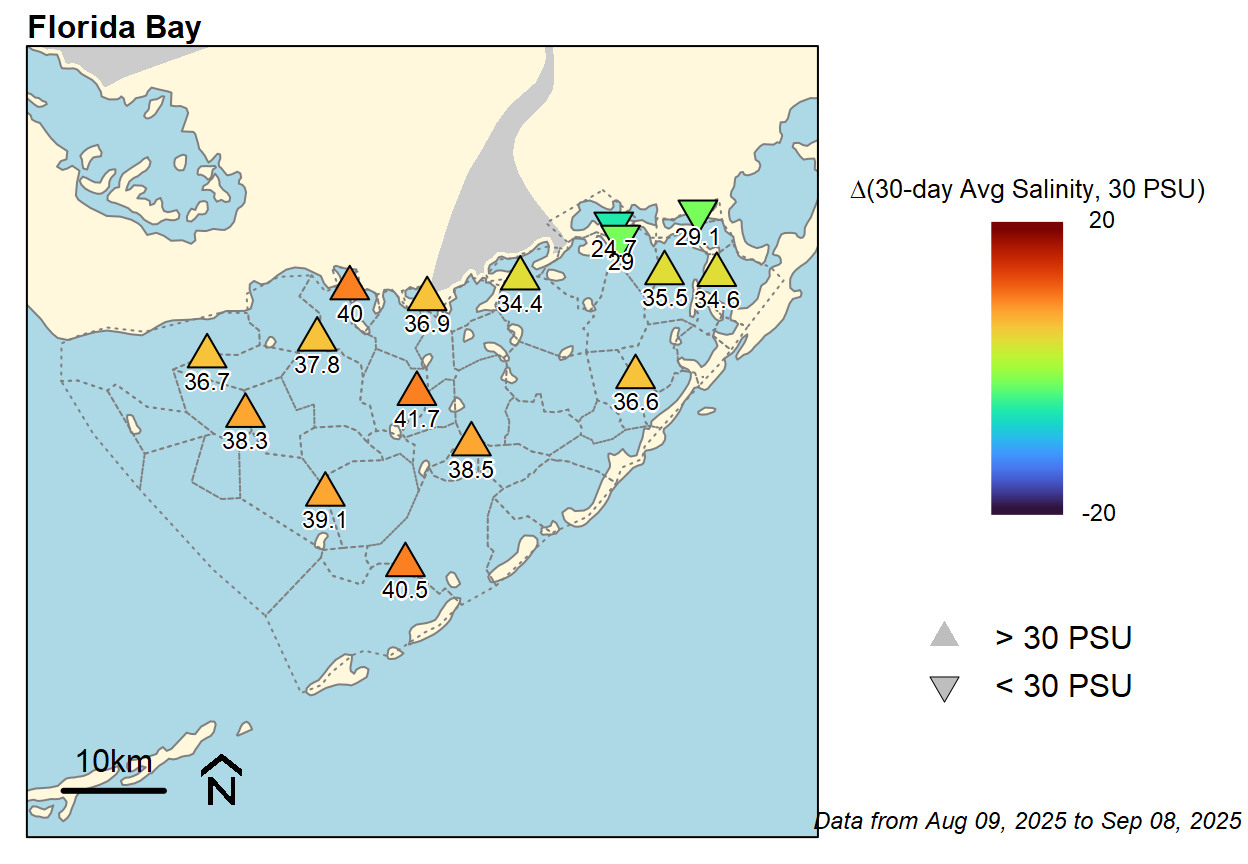 Florida Bay
Δ(30-day Avg Salinity, 30 PSU)
20
-20
29.1
24.7
29
35.5
34.6
34.4
40
36.9
37.8
36.7
41.7
36.6
38.3
38.5
39.1
40.5
> 30 PSU
< 30 PSU
10km
N
Data from Aug 09, 2025 to Sep 08, 2025